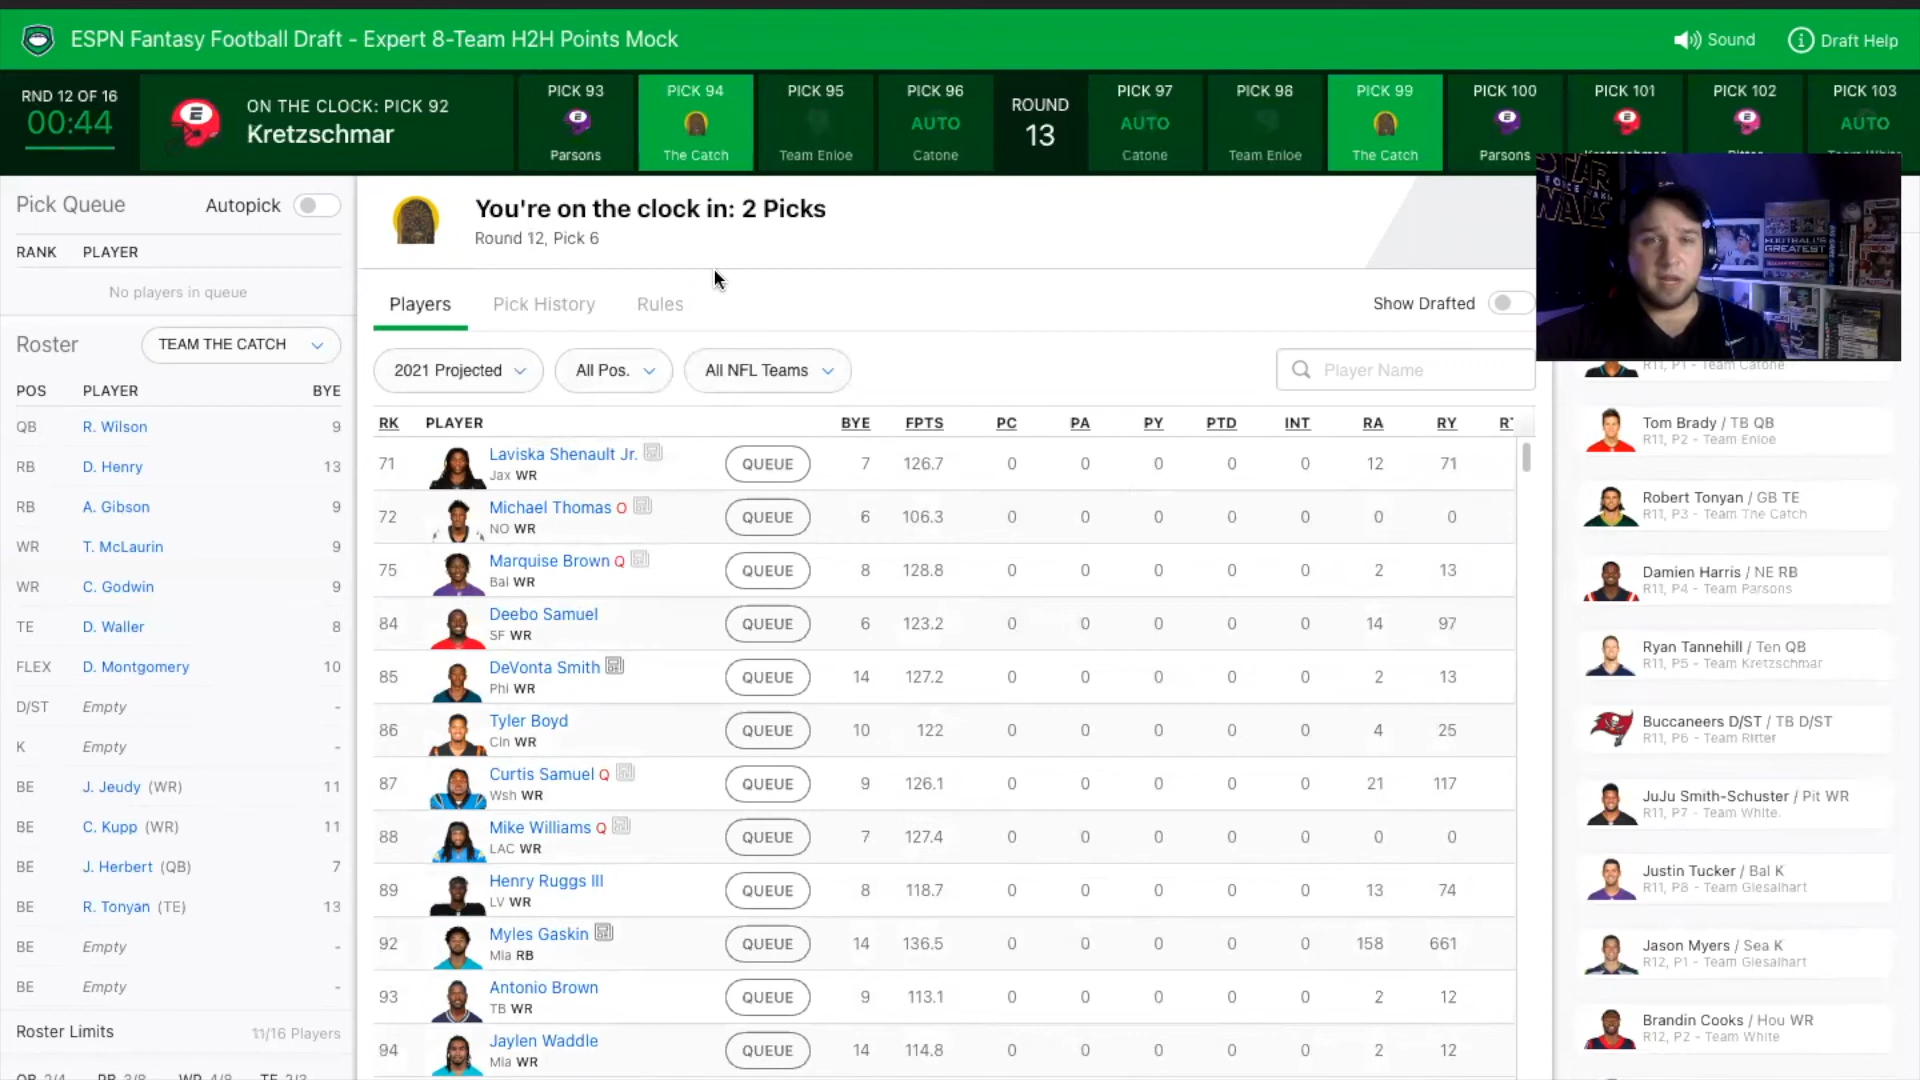 ESPN Fantasy Football Draft - Expert 8-Team H2H Points Mock
Sound
Draft Help
RND 12 OF 16
00:44
ON THE CLOCK: PICK 92
Kretzschmar
PICK 93
Parsons
PICK 94
The Catch
PICK 95
Team Enloe
PICK 96
AUTO
Catone
ROUND
13
PICK 97
AUTO
Catone
PICK 98
Team Enloe
PICK 99
The Catch
PICK 100
Parsons
PICK 101
PICK 102
PICK 103
AUTO
STAR
WARS
FOOTBALL'S
GREATEST
Pick Queue
Autopick
RANK PLAYER
No players in queue
Roster
TEAM THE CATCH
POS PLAYER BYE
QB R. Wilson 9
RB D. Henry 13
RB A. Gibson 9
WR T. McLaurin 9
WR C. Godwin 9
TE D. Waller 8
FLEX D. Montgomery 10
D/ST Empty -
K Empty -
BE J. Jeudy (WR) 11
BE C. Kupp (WR) 11
BE J. Herbert (QB) 7
BE R. Tonyan (TE) 13
BE Empty -
BE Empty -
Roster Limits 11/16 Players
You're on the clock in: 2 Picks
Round 12, Pick 6
Players
Pick History
Rules
Show Drafted
2021 Projected
All Pos.
All NFL Teams
Player Name
RK PLAYER BYE FPTS PC PA PY PTD INT RA RY
71 Laviska Shenault Jr. QUEUE 7 126.7 0 0 0 0 0 12 71
Jax WR
72 Michael Thomas O QUEUE 6 106.3 0 0 0 0 0 0 0
NO WR
75 Marquise Brown Q QUEUE 8 128.8 0 0 0 0 0 2 13
Bal WR
84 Deebo Samuel QUEUE 6 123.2 0 0 0 0 0 14 97
SF WR
85 DeVonta Smith QUEUE 14 127.2 0 0 0 0 0 2 13
Phi WR
86 Tyler Boyd QUEUE 10 122 0 0 0 0 0 4 25
Cin WR
87 Curtis Samuel Q QUEUE 9 126.1 0 0 0 0 0 21 117
Wsh WR
88 Mike Williams Q QUEUE 7 127.4 0 0 0 0 0 0 0
LAC WR
89 Henry Ruggs III QUEUE 8 118.7 0 0 0 0 0 13 74
LV WR
92 Myles Gaskin QUEUE 14 136.5 0 0 0 0 0 158 661
Mia RB
93 Antonio Brown QUEUE 9 113.1 0 0 0 0 0 2 12
TB WR
94 Jaylen Waddle QUEUE 14 114.8 0 0 0 0 0 2 12
Mia WR
R11, P1 - Team Catone
Tom Brady / TB QB
R11, P2 - Team Enloe
Robert Tonyan / GB TE
R11, P3 - Team The Catch
Damien Harris / NE RB
R11, P4 - Team Parsons
Ryan Tannehill / Ten QB
R11, P5 - Team Kretzschmar
Buccaneers D/ST / TB D/ST
R11, P6 - Team Ritter
JuJu Smith-Schuster / Pit WR
R11, P7 - Team White.
Justin Tucker / Bal K
R11, P8 - Team Giesalhart
Jason Myers / Sea K
R12, P1 - Team Giesalhart
Brandin Cooks / Hou WR
R12, P2 - Team White